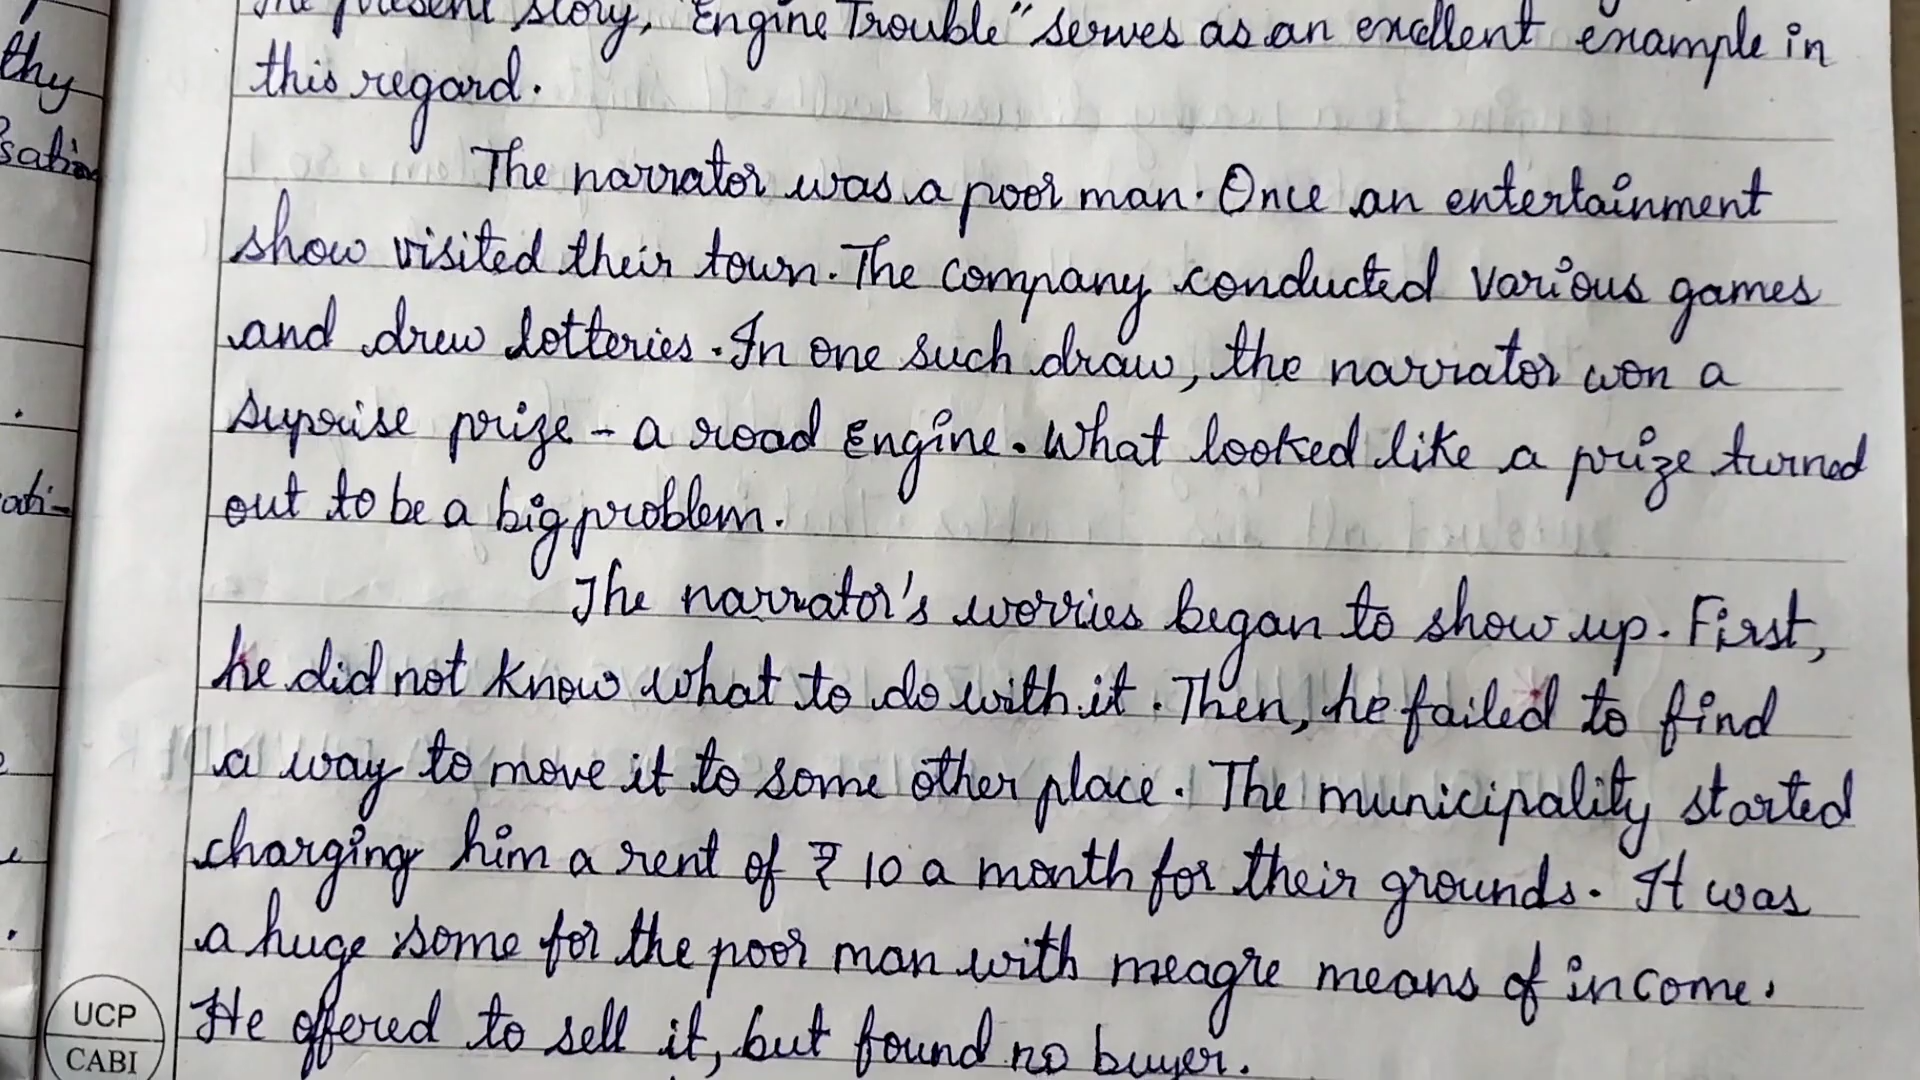 thy
The present story, "Engine Trouble" serves as an excellent example in
this regard.
The narrator was a poor man. Once an entertainment
show visited their town. The company conducted various games
and drew lotteries. In one such draw, the narrator won a
suprise prize - a road Engine. What looked like a prize turned
out to be a big problem.
The narrator's worries began to show up. First,
he did not know what to do with it. Then, he failed to find
a way to move it to some other place. The municipality started
charging him a rent of ₹ 10 a month for their grounds. It was
a huge some for the poor man with meagre means of income.
He offered to sell it, but found no buyer.
UCP
CABI